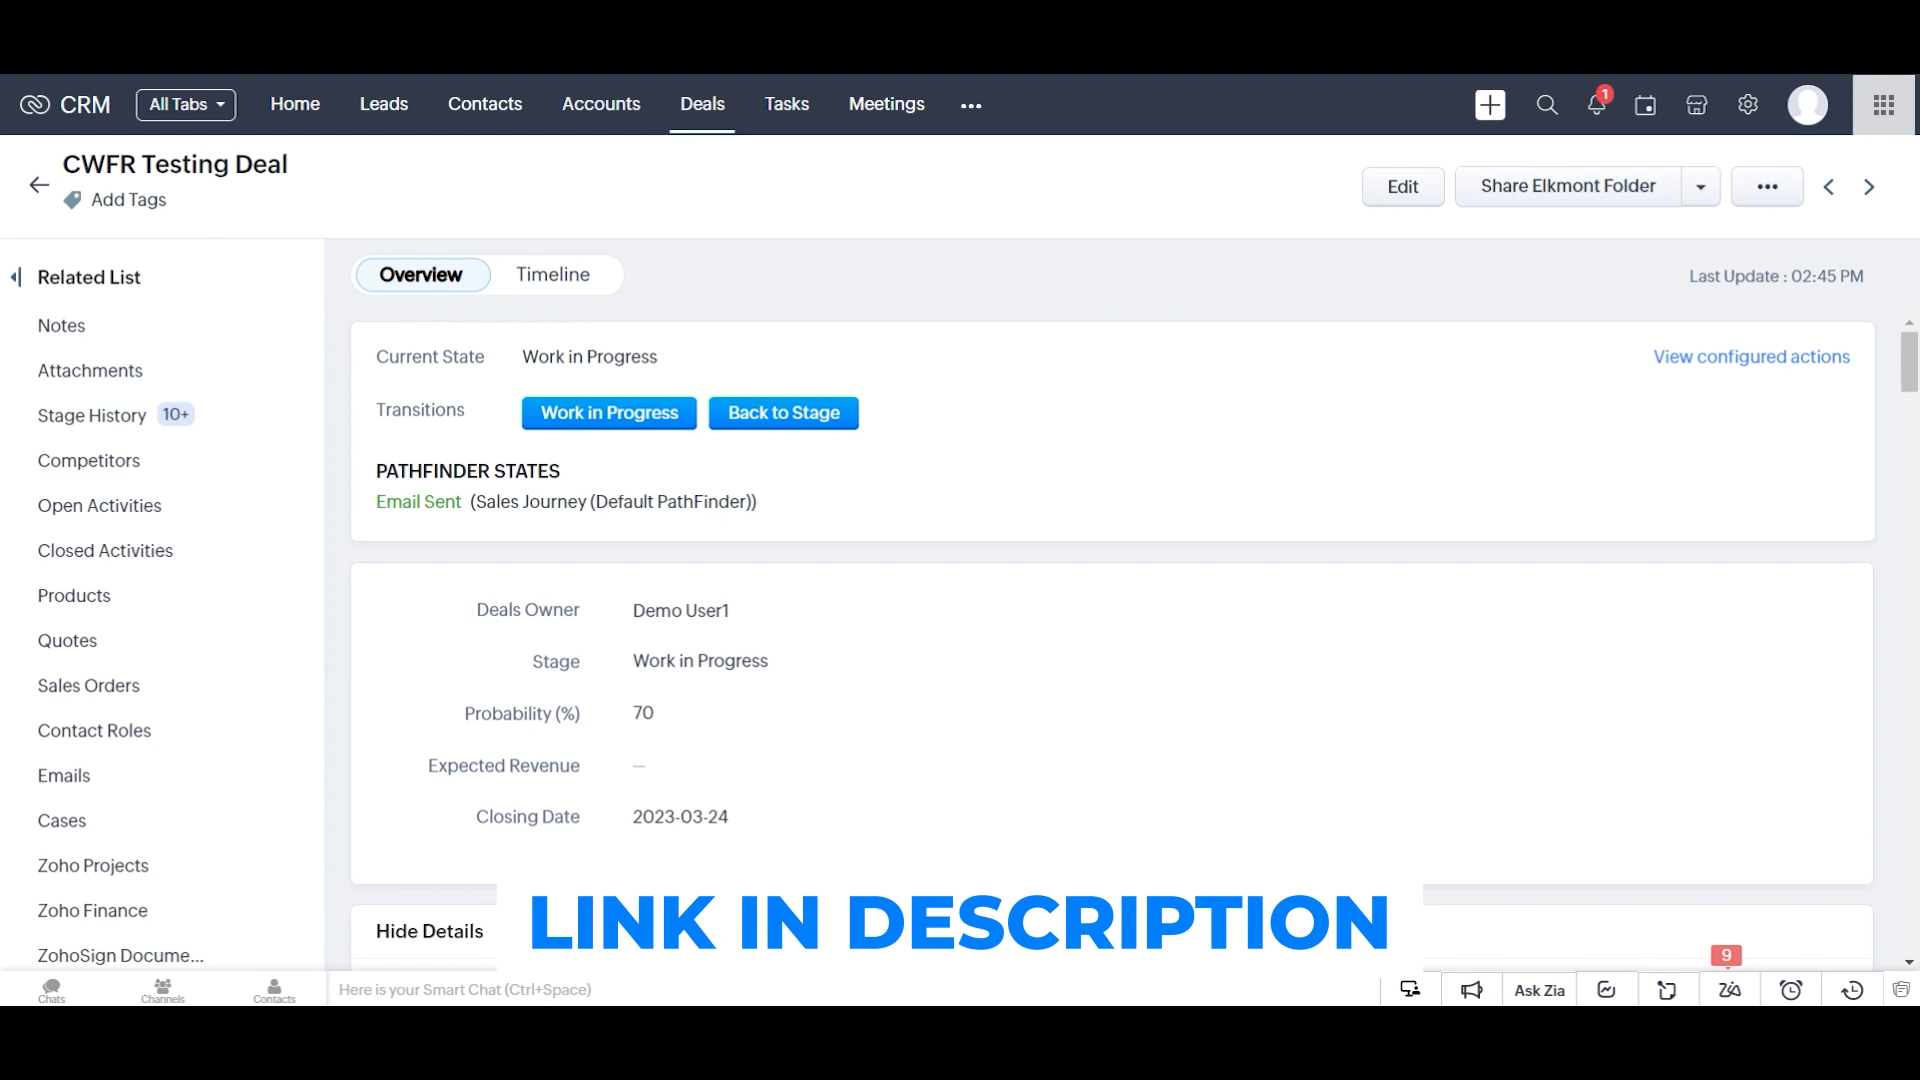 CRM
All Tabs
Home
Leads
Contacts
Accounts
Deals
Tasks
Meetings
1
CWFR Testing Deal
Add Tags
Edit
Share Elkmont Folder
Related List
Notes
Attachments
Stage History 10+
Competitors
Open Activities
Closed Activities
Products
Quotes
Sales Orders
Contact Roles
Emails
Cases
Zoho Projects
Zoho Finance
ZohoSign Docume...
Overview
Timeline
Last Update : 02:45 PM
Current State Work in Progress
View configured actions
Transitions Work in Progress Back to Stage
PATHFINDER STATES
Email Sent (Sales Journey (Default PathFinder))
Deals Owner Demo User1
Stage Work in Progress
Probability (%) 70
Expected Revenue —
Closing Date 2023-03-24
Hide Details
LINK IN DESCRIPTION
9
Chats
Channels
Contacts
Here is your Smart Chat (Ctrl+Space)
Ask Zia